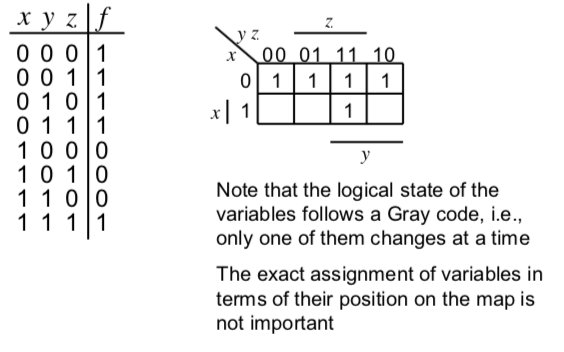 x y z f
0 0 0 1
0 0 1 1
0 1 0 1
0 1 1 1
1 0 0 0
1 0 1 0
1 1 0 0
1 1 1 1
z
y z
x 00 01 11 10
0 1 1 1 1
x 1 1
y
Note that the logical state of the
variables follows a Gray code, i.e.,
only one of them changes at a time
The exact assignment of variables in
terms of their position on the map is
not important